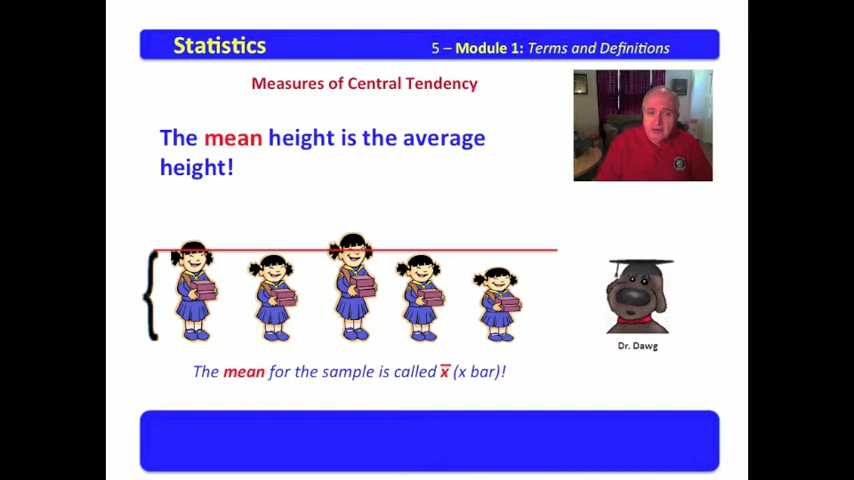 Statistics
5 – Module 1: Terms and Definitions
Measures of Central Tendency
The mean height is the average
height!
Dr. Dawg
The mean for the sample is called x̅ (x bar)!